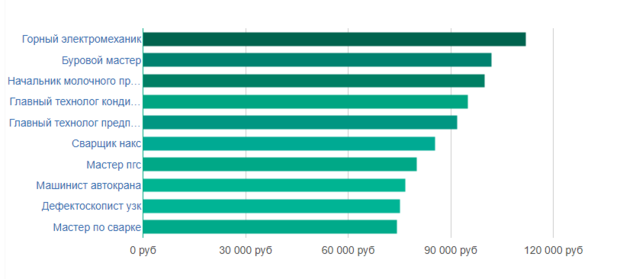 Горный электромеханик
Буровой мастер
Начальник молочного пр...
Главный технолог конди...
Главный технолог предп...
Сварщик накс
Мастер пгс
Машинист автокрана
Дефектоскопист узк
Мастер по сварке
0 руб 30 000 руб 60 000 руб 90 000 руб 120 000 руб